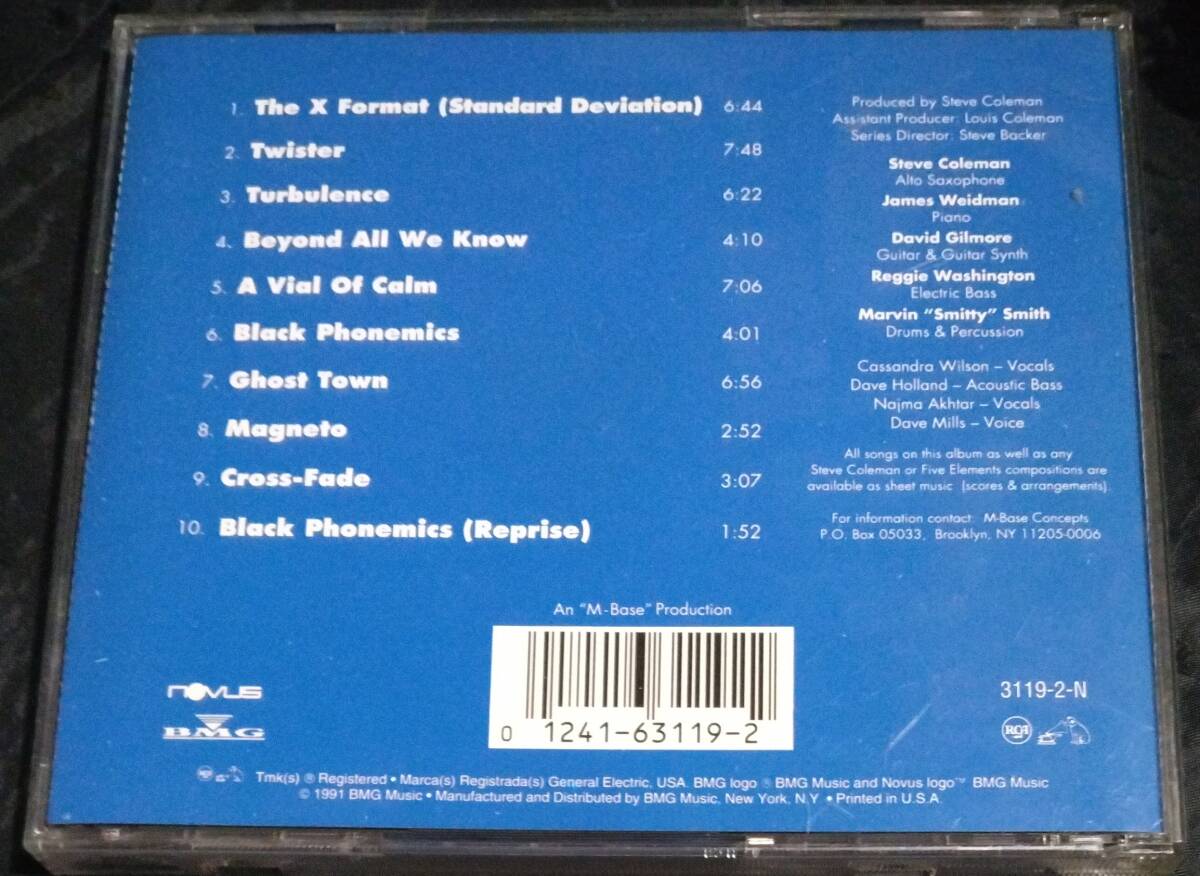 1. The X Format (Standard Deviation) 6:44
2. Twister 7:48
3. Turbulence 6:22
4. Beyond All We Know 4:10
5. A Vial Of Calm 7:06
6. Black Phonemics 4:01
7. Ghost Town 6:56
8. Magneto 2:52
9. Cross-Fade 3:07
10. Black Phonemics (Reprise) 1:52
Produced by Steve Coleman
Assistant Producer: Louis Coleman
Series Director: Steve Backer
Steve Coleman
Alto Saxophone
James Weidman
Piano
David Gilmore
Guitar & Guitar Synth
Reggie Washington
Electric Bass
Marvin "Smitty" Smith
Drums & Percussion
Cassandra Wilson – Vocals
Dave Holland – Acoustic Bass
Najma Akhtar – Vocals
Dave Mills – Voice
All songs on this album as well as any
Steve Coleman or Five Elements compositions are
available as sheet music (scores & arrangements).
For information contact: M-Base Concepts
P.O. Box 05033, Brooklyn, NY 11205-0006
An "M-Base" Production
0 1241-63119-2
NOVUS
BMG
3119-2-N
RCA
Tmk(s) ® Registered • Marca(s) Registrada(s) General Electric, USA. BMG logo ® BMG Music and Novus logo™ BMG Music
© 1991 BMG Music • Manufactured and Distributed by BMG Music, New York, N.Y. • Printed in U.S.A.